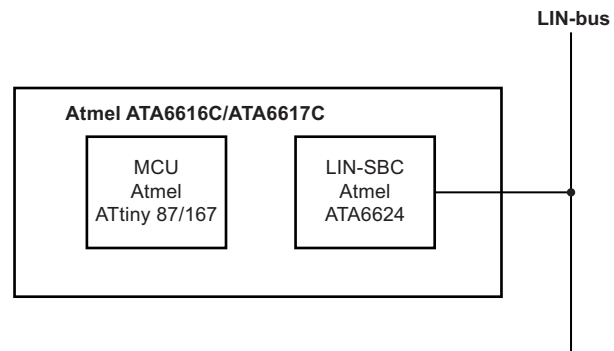 LIN-bus
Atmel ATA6616C/ATA6617C
MCU
Atmel
ATtiny 87/167
LIN-SBC
Atmel
ATA6624